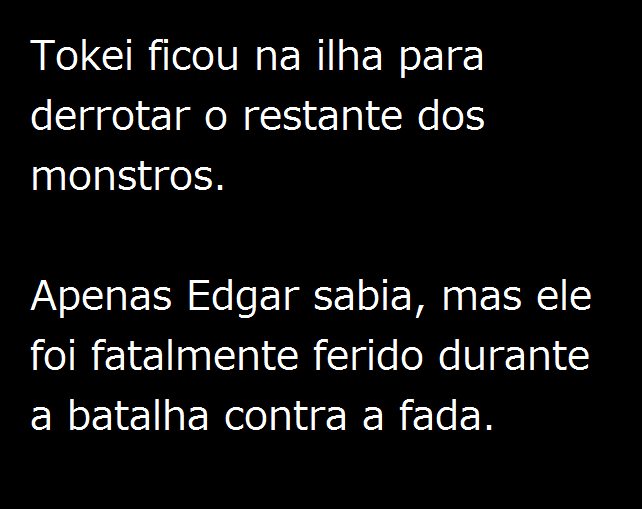 Tokei ficou na ilha para
derrotar o restante dos
monstros.
Apenas Edgar sabia, mas ele
foi fatalmente ferido durante
a batalha contra a fada.